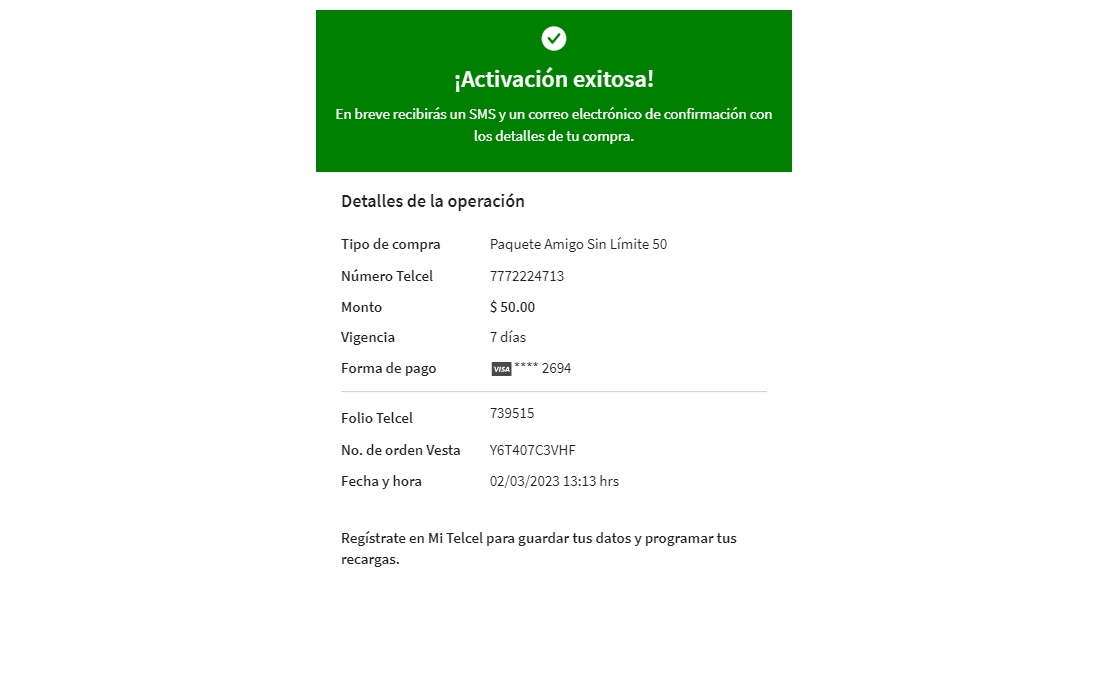 ¡Activación exitosa!
En breve recibirás un SMS y un correo electrónico de confirmación con
los detalles de tu compra.
Detalles de la operación
Tipo de compra Paquete Amigo Sin Límite 50
Número Telcel 7772224713
Monto $ 50.00
Vigencia 7 días
Forma de pago VISA **** 2694
Folio Telcel 739515
No. de orden Vesta Y6T407C3VHF
Fecha y hora 02/03/2023 13:13 hrs
Regístrate en Mi Telcel para guardar tus datos y programar tus
recargas.